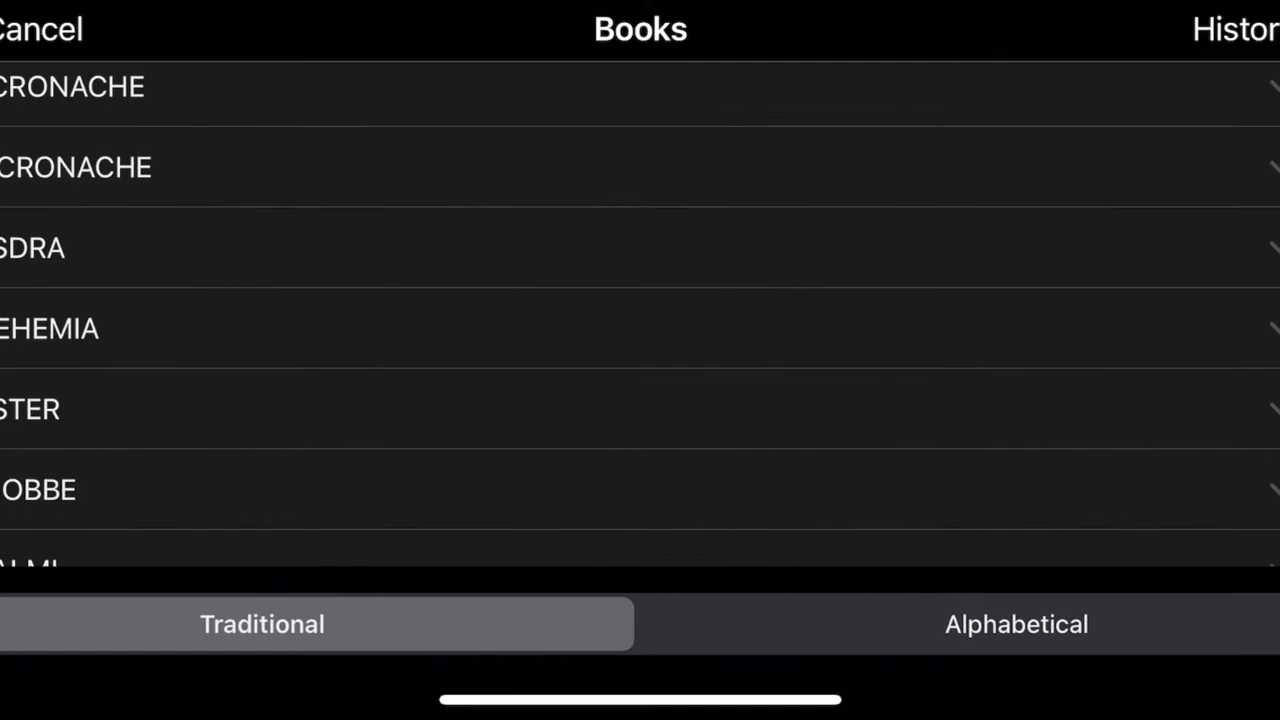 Cancel
Books
Histor
CRONACHE
CRONACHE
SDRA
EHEMIA
STER
OBBE
Traditional
Alphabetical